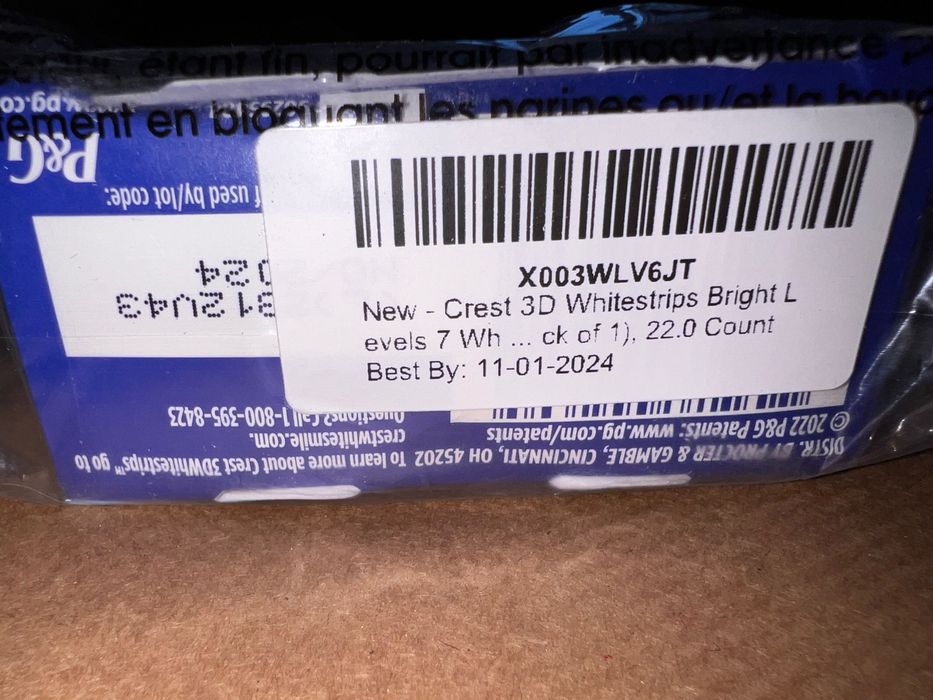 étant fin, pourrait par inadvertance
en bloquant les narines ou/et la
X003WLV6JT
New - Crest 3D Whitestrips Bright L
evels 7 Wh ... ck of 1), 22.0 Count
Best By: 11-01-2024
P&G
used by/lot code:
024
312U43
Questions? Call 1-800-395-8423
© 2022 P&G Patents: www.pg.com/patents
DISTR. BY PROCTER & GAMBLE, CINCINNATI, OH 45202 To learn more about Crest 3DWhitestrips™ go to
crestwhitesmile.com.